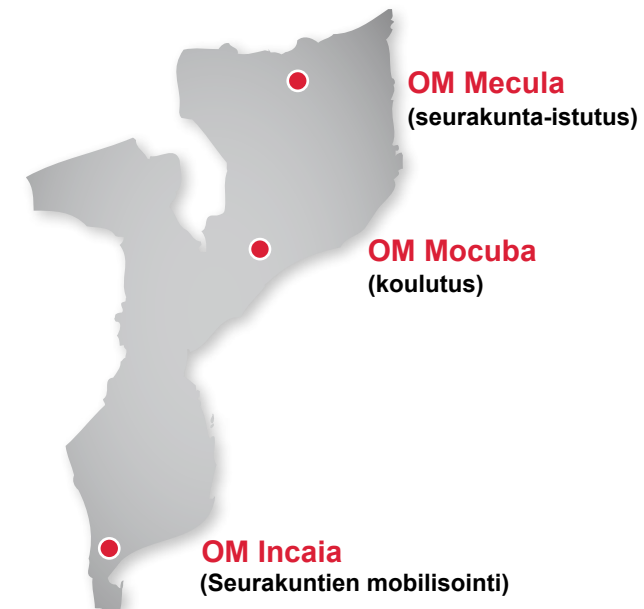 OM Mecula
(seurakunta-istutus)
OM Mocuba
(koulutus)
OM Incaia
(Seurakuntien mobilisointi)